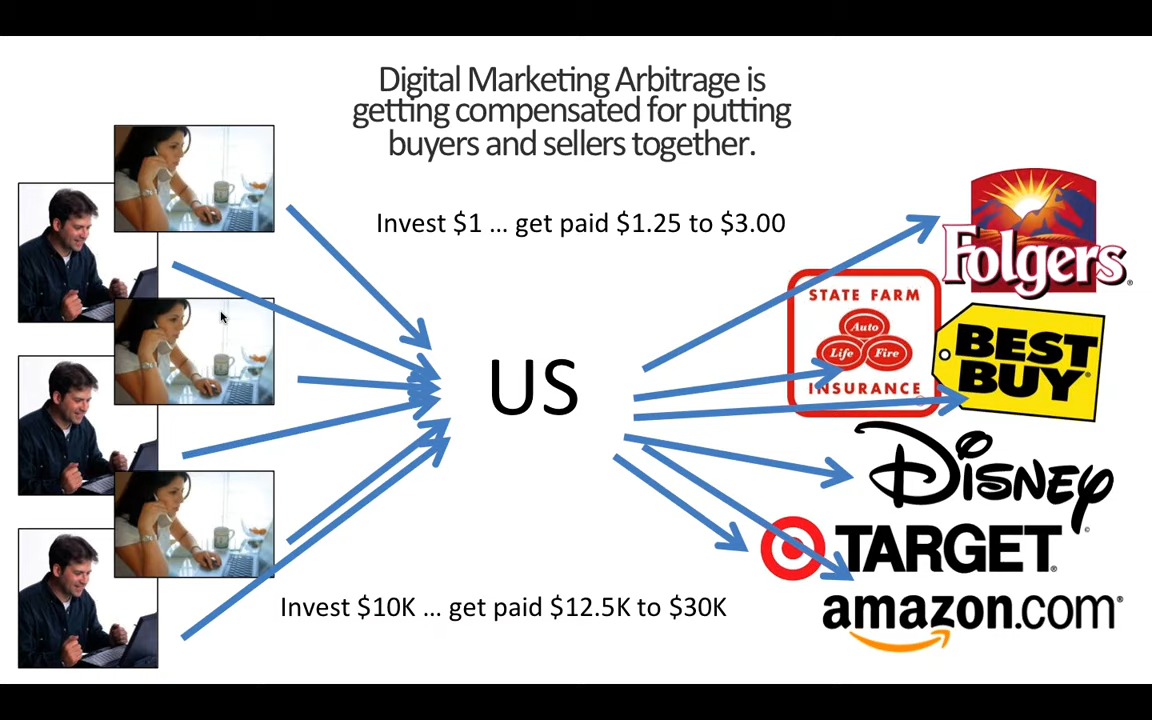 Digital Marketing Arbitrage is
getting compensated for putting
buyers and sellers together.
Invest $1 ... get paid $1.25 to $3.00
Folgers®
STATE FARM
Auto
Life Fire
INSURANCE
BEST
BUY
US
DISNEY
TARGET
amazon.com®
Invest $10K ... get paid $12.5K to $30K